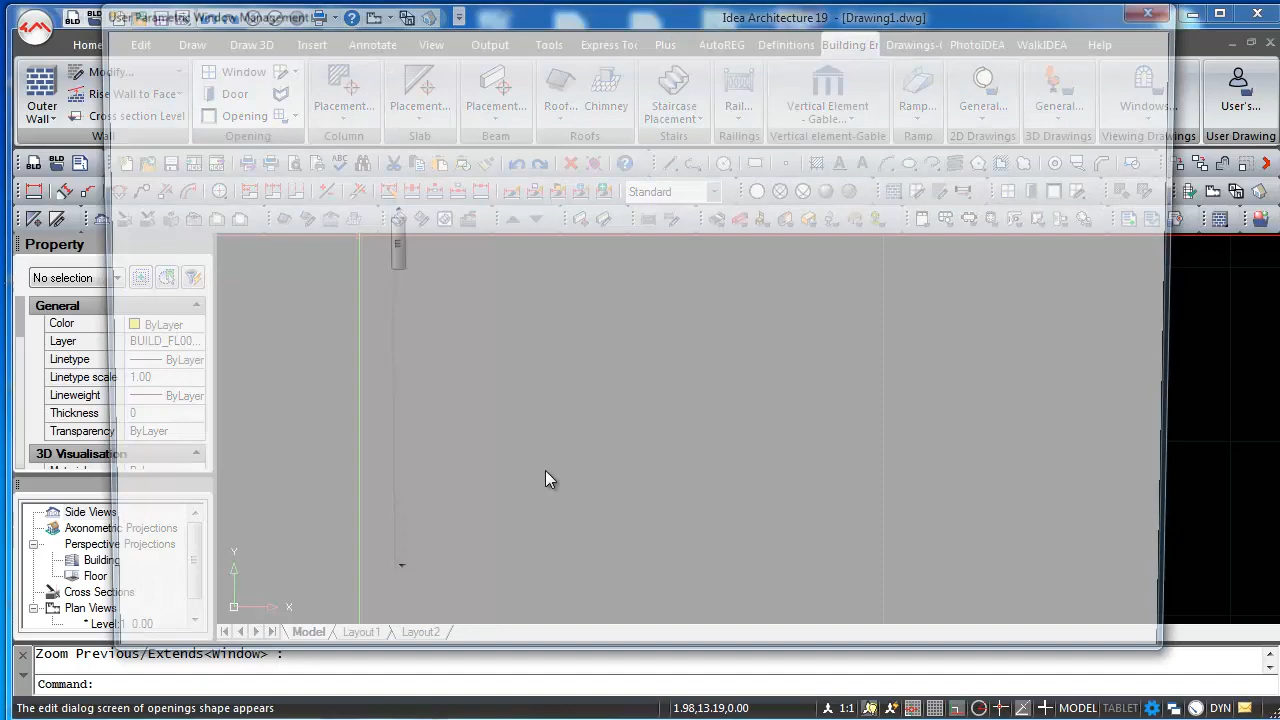 User Parametric Window Management
Idea Architecture 19 - [Drawing1.dwg]
Home
Edit
Draw
Draw 3D
Insert
Annotate
View
Output
Tools
Express
Plus
AutoREG
Definitions
Building
Drawings-
PhotoIDEA
WalkIDEA
Help
Outer
Wall
Modify...
Rise Wall to Face
Cross section Level
Wall
Window
Door
Opening
Opening
Placement...
Column
Placement...
Slab
Placement...
Beam
Roof...
Chimney
Roofs
Staircase
Placement...
Stairs
Rail...
Railings
Vertical Element
-Gable...
Vertical element-Gable
Ramp...
Ramp
General...
2D Drawings
General...
3D Drawings
Windows...
Viewing Drawings
User's...
User Drawing
BLD BLD
Standard
Property
No selection
General
Color ByLayer
Layer BUILD_FL00...
Linetype ByLayer
Linetype scale 1.00
Lineweight ByLayer
Thickness 0
Transparency ByLayer
3D Visualisation
Side Views
Axonometric Projections
Perspective Projections
Building
Floor
Cross Sections
Plan Views
* Level:1 0.00
Y
X
Model
Layout1
Layout2
Zoom Previous/Extends<Window> :
Command:
The edit dialog screen of openings shape appears
1.98,13.19,0.00
1:1
MODEL
TABLET
DYN